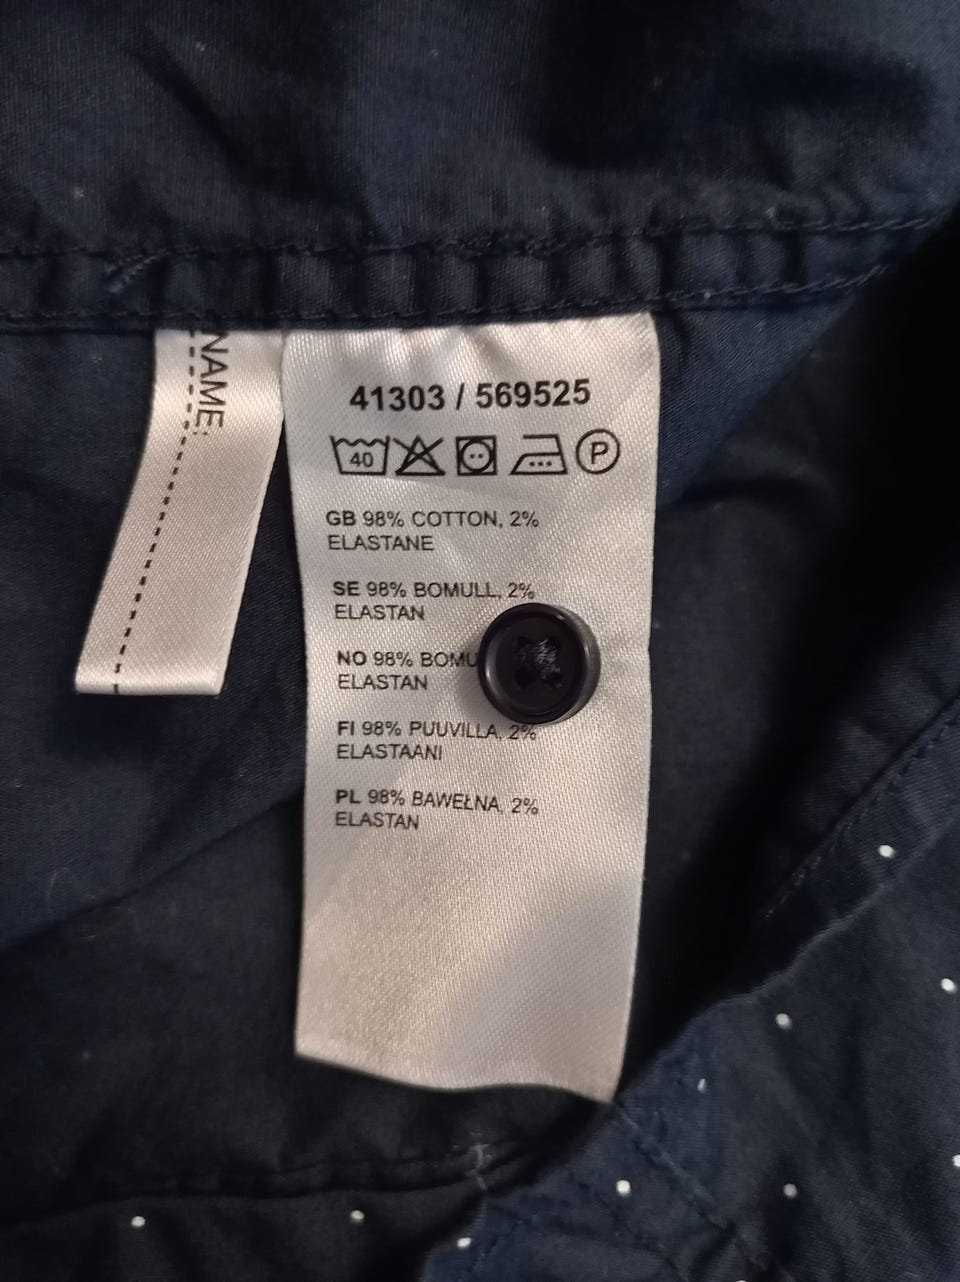 NAME:
41303 / 569525
40 P
GB 98% COTTON, 2%
ELASTANE
SE 98% BOMULL, 2%
ELASTAN
NO 98% BOMU
ELASTAN
FI 98% PUUVILLA, 2%
ELASTAANI
PL 98% BAWEŁNA, 2%
ELASTAN